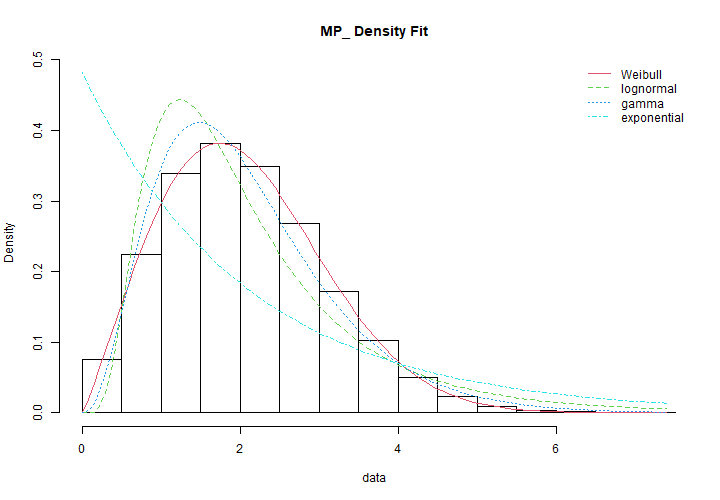 MP_ Density Fit
Density
0.5
0.4
0.3
0.2
0.1
0.0
Weibull
lognormal
gamma
exponential
0 2 4 6
data